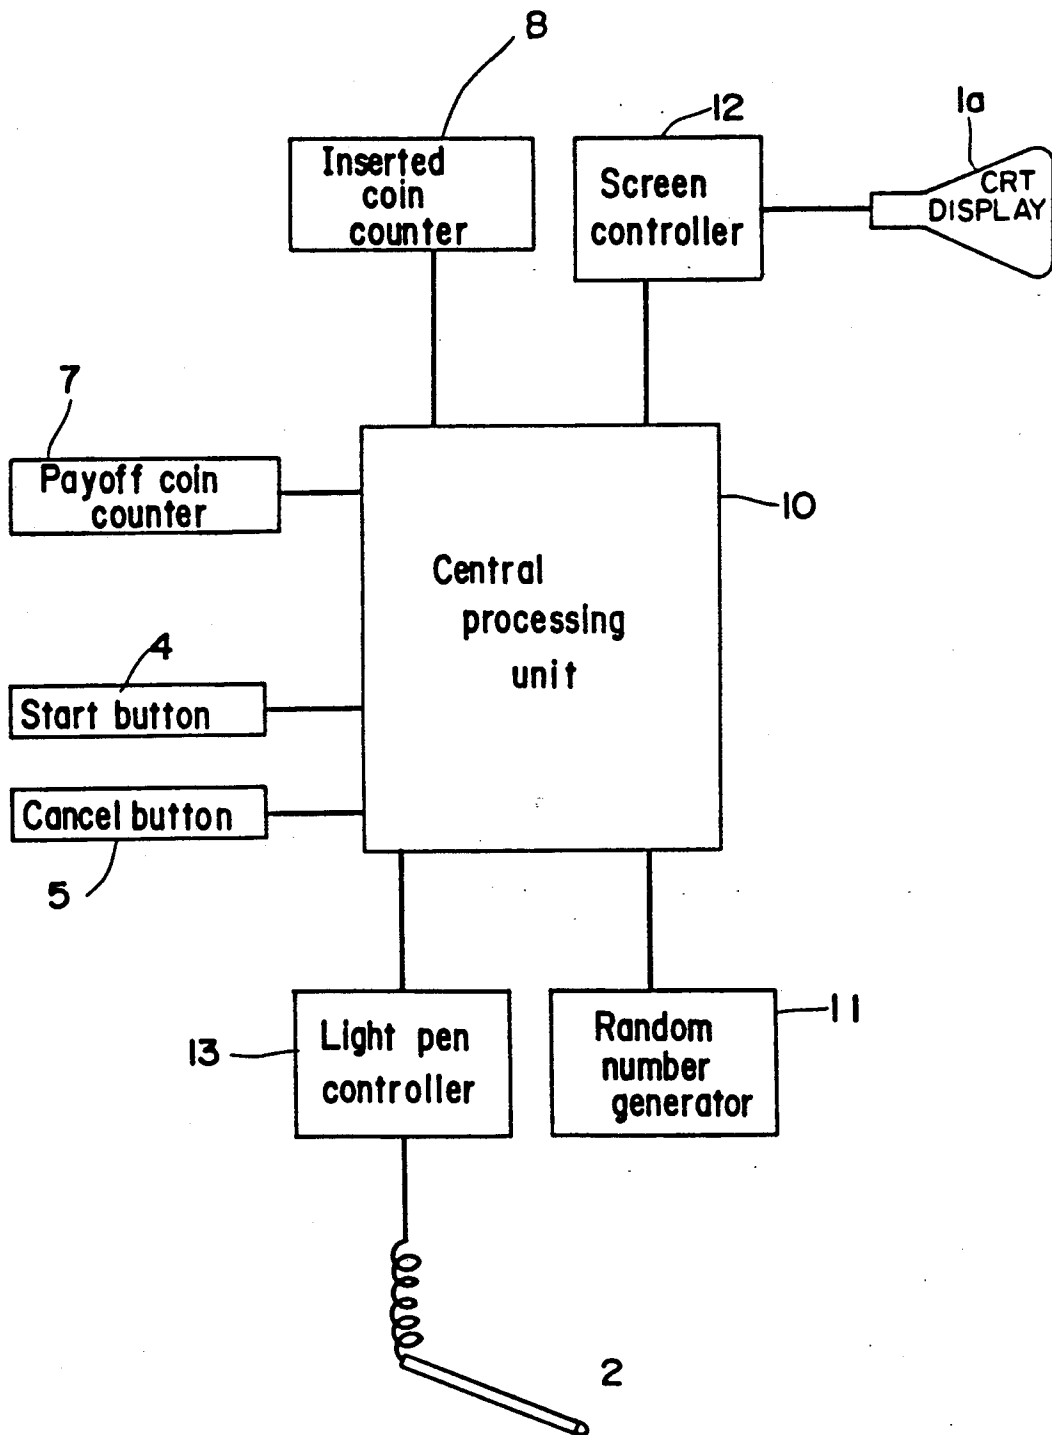 8
12
1a
Inserted
coin
counter
Screen
controller
CRT
DISPLAY
7
Payoff coin
counter
10
Central
processing
unit
4
Start button
Cancel button
5
13
Light pen
controller
Random
number
generator
11
2